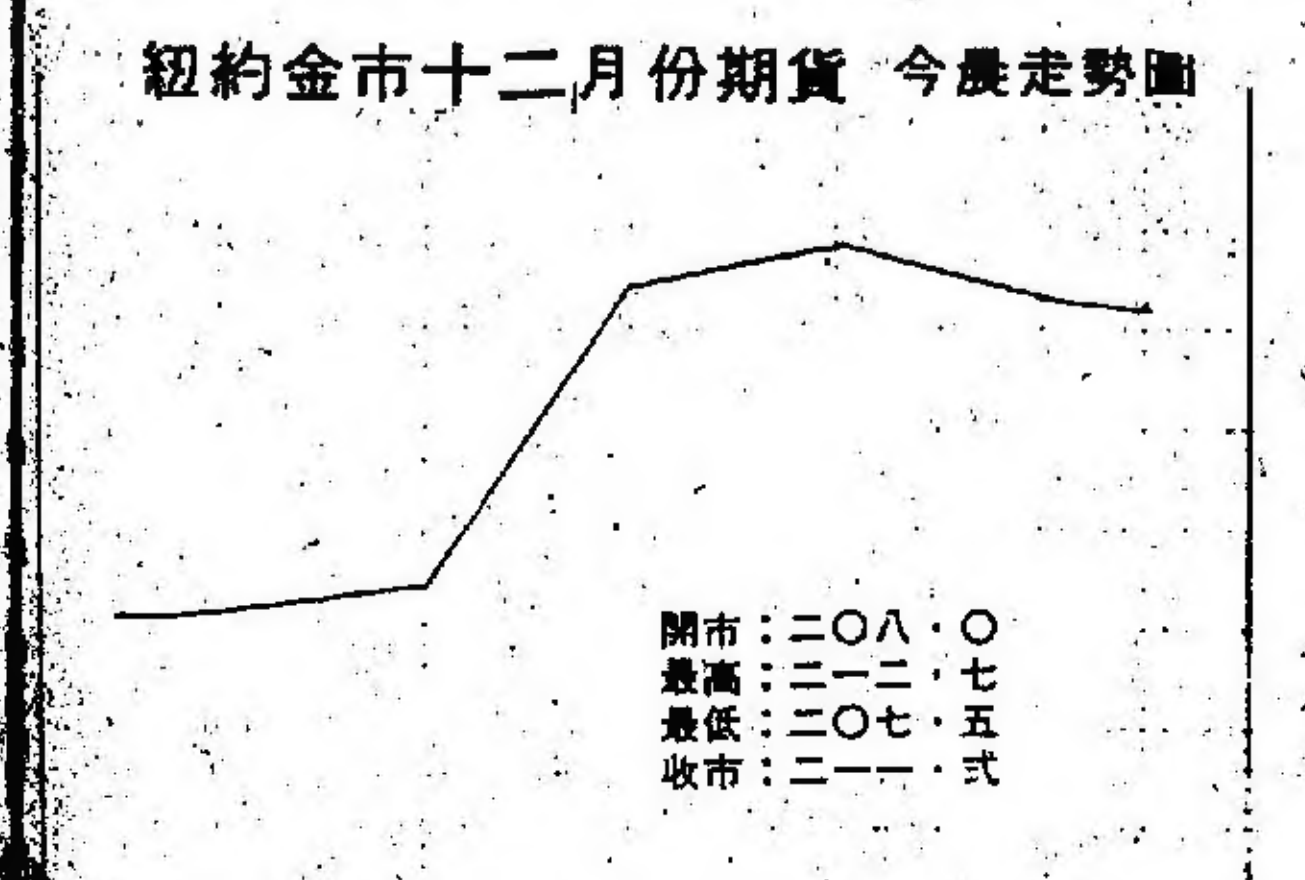 紐約金市十二月份期貨 今晨走勢圖
開市：二〇八·〇
最高：二一二·七
最低：二〇七·五
收市：二一一·弍